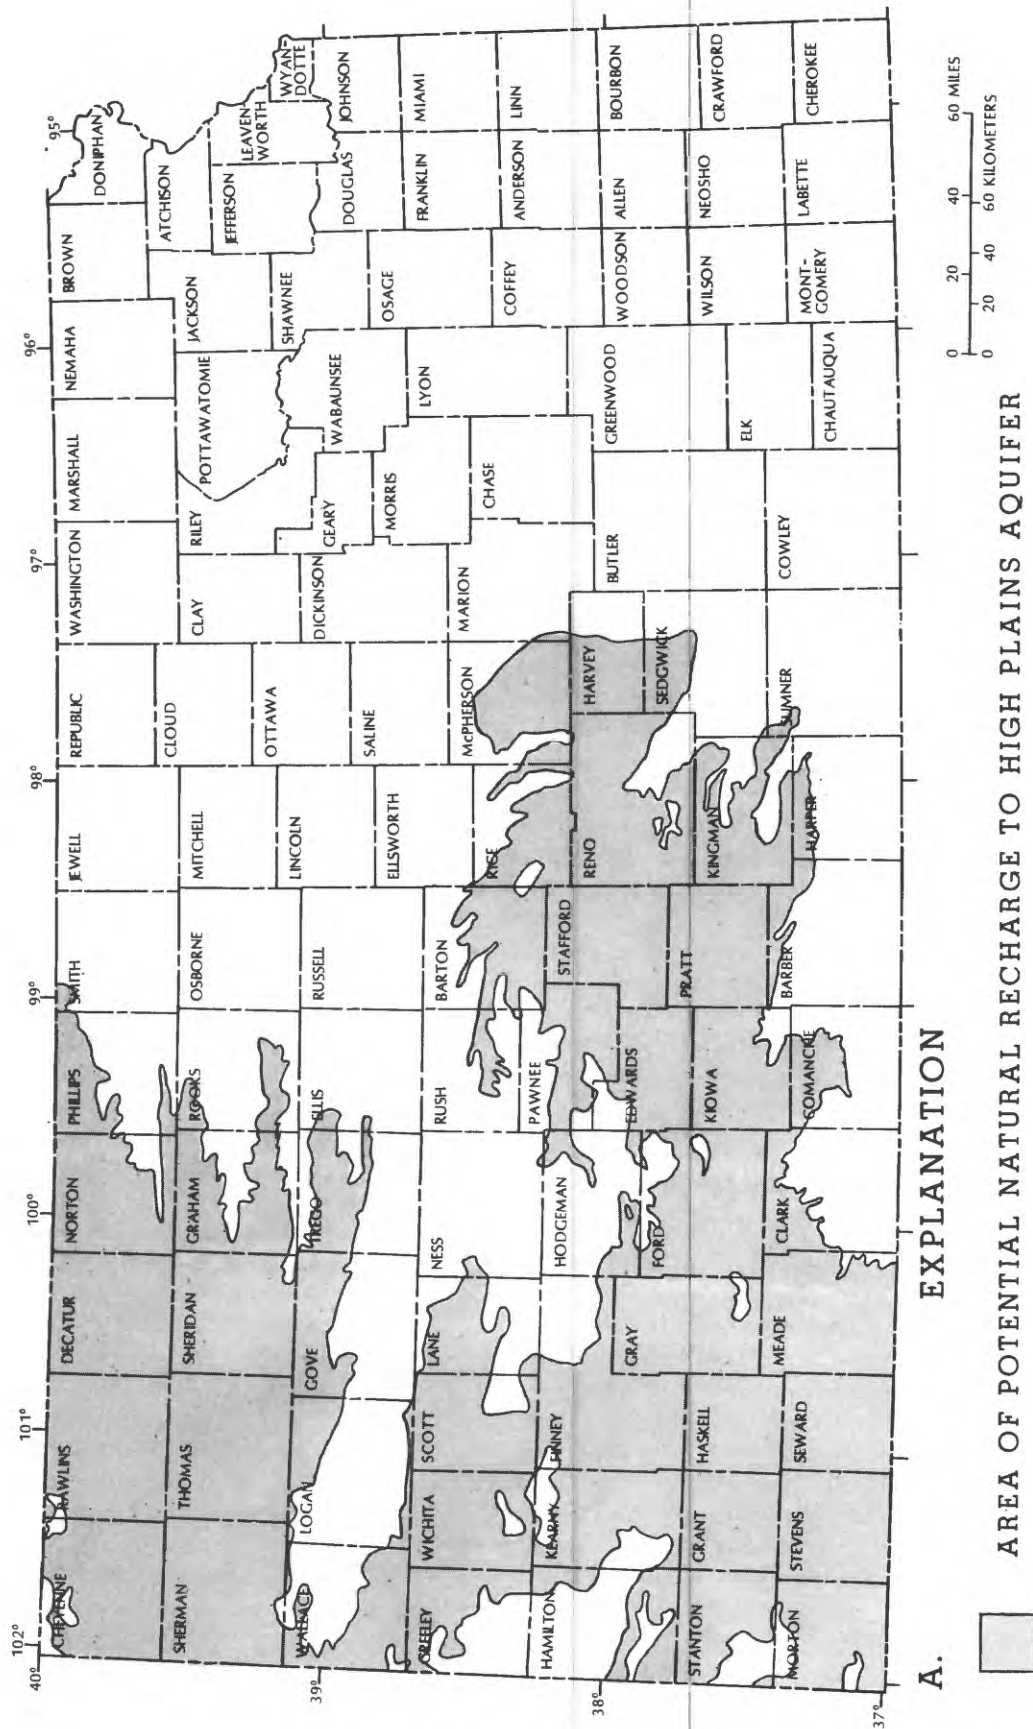 102°
101°
100°
99°
98°
97°
96°
95°
40°
39°
38°
37°
CHEYENNE
RAWLINS
DECATUR
NORTON
PHILLIPS
SMITH
JEWELL
REPUBLIC
WASHINGTON
MARSHALL
NEMAHA
BROWN
DONIPHAN
SHERMAN
THOMAS
SHERIDAN
GRAHAM
ROOKS
OSBORNE
MITCHELL
CLOUD
CLAY
RILEY
POTTAWATOMIE
JACKSON
ATCHISON
JEFFERSON
LEAVEN-
WORTH
WYAN-
DOTTE
WALLACE
LOGAN
GOVE
TREGO
ELLIS
RUSSELL
LINCOLN
OTTAWA
DICKINSON
GEARY
WABAUNSEE
SHAWNEE
DOUGLAS
JOHNSON
GREELEY
WICHITA
SCOTT
LANE
NESS
RUSH
BARTON
ELLSWORTH
SALINE
MORRIS
LYON
OSAGE
FRANKLIN
MIAMI
RICE
McPHERSON
MARION
CHASE
COFFEY
ANDERSON
LINN
HAMILTON
KEARNY
FINNEY
HODGEMAN
PAWNEE
STAFFORD
RENO
HARVEY
BUTLER
GREENWOOD
WOODSON
ALLEN
BOURBON
GRAY
FORD
EDWARDS
PRATT
KINGMAN
SEDGWICK
WILSON
NEOSHO
CRAWFORD
STANTON
GRANT
HASKELL
KIOWA
ELK
MORTON
STEVENS
SEWARD
MEADE
CLARK
COMANCHE
BARBER
HARPER
SUMNER
COWLEY
CHAUTAUQUA
MONT-
GOMERY
LABETTE
CHEROKEE
A.
EXPLANATION
0 20 40 60 MILES
0 20 40 60 KILOMETERS
AREA OF POTENTIAL NATURAL RECHARGE TO HIGH PLAINS AQUIFER